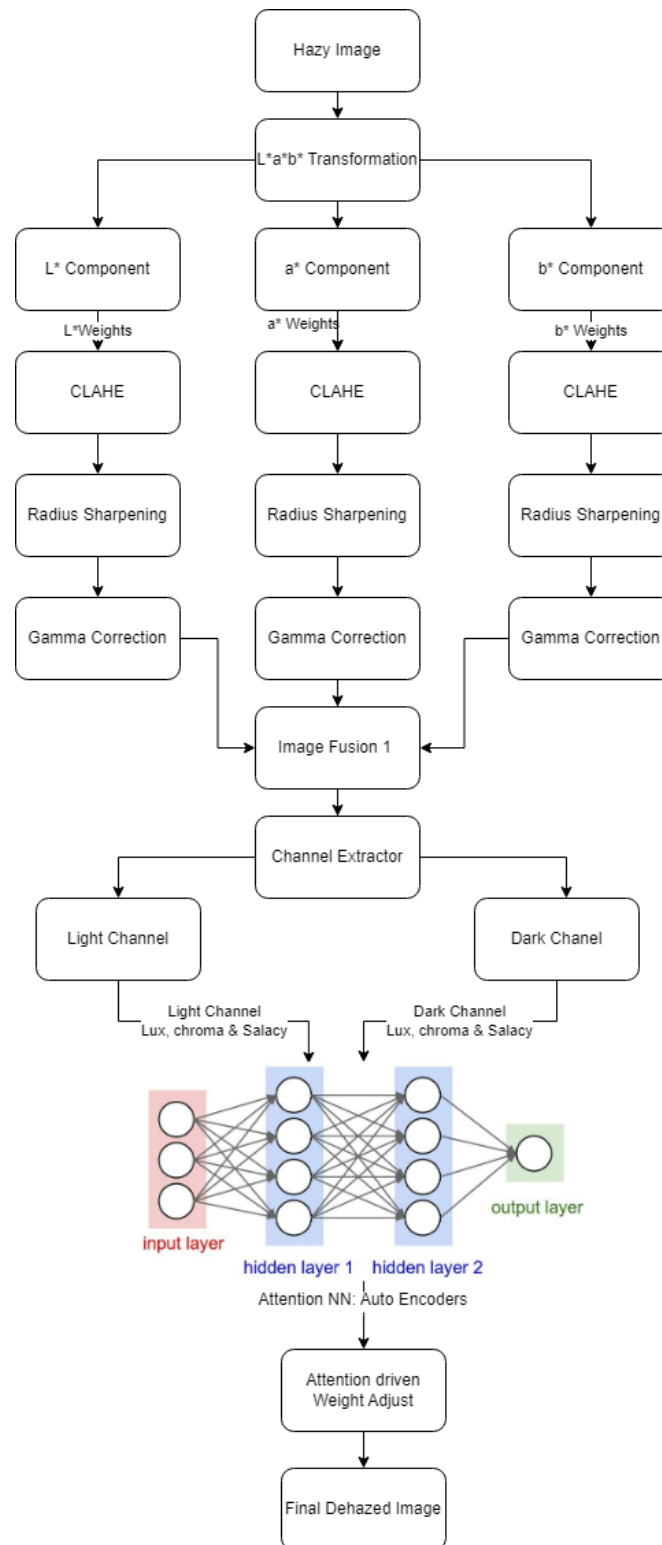 Hazy Image
L*a*b* Transformation
L* Component
a* Component
b* Component
L*Weights
a* Weights
b* Weights
CLAHE
CLAHE
CLAHE
Radius Sharpening
Radius Sharpening
Radius Sharpening
Gamma Correction
Gamma Correction
Gamma Correction
Image Fusion 1
Channel Extractor
Light Channel
Dark Chanel
Light Channel
Lux, chroma & Salacy
Dark Channel
Lux, chroma & Salacy
input layer
hidden layer 1
hidden layer 2
output layer
Attention NN: Auto Encoders
Attention driven
Weight Adjust
Final Dehazed Image